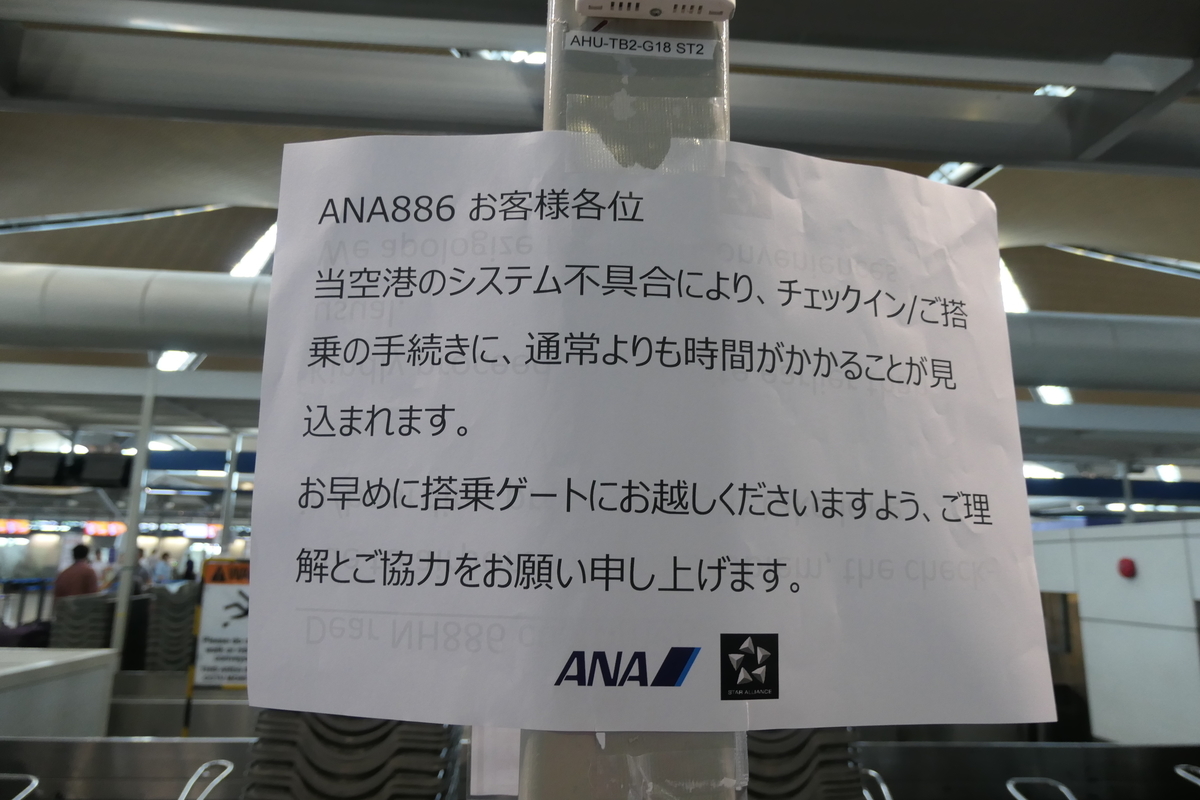 AHU-TB2-G18 ST2
ANA886 お客様各位
当空港のシステム不具合により、チェックイン/ご搭
乗の手続きに、通常よりも時間がかかることが見
込まれます。
お早めに搭乗ゲートにお越しくださいますよう、ご理
解とご協力をお願い申し上げます。
ANA
STAR ALLIANCE